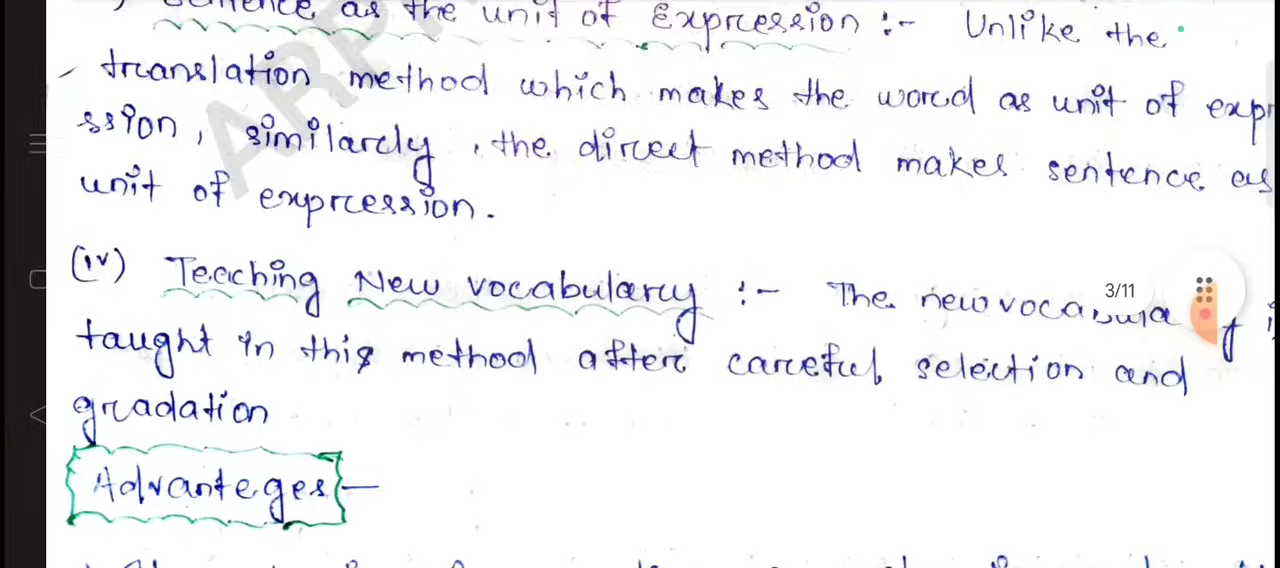 sentence as the unit of Expression :- Unlike the
translation method which makes the word as unit of expr
ssion, similarly, the direct method makes sentence as
unit of expression.
(iv) Teaching New vocabulary :- The new vocabulary i
taught in this method after careful selection and
gradation
3/11
Advanteges -